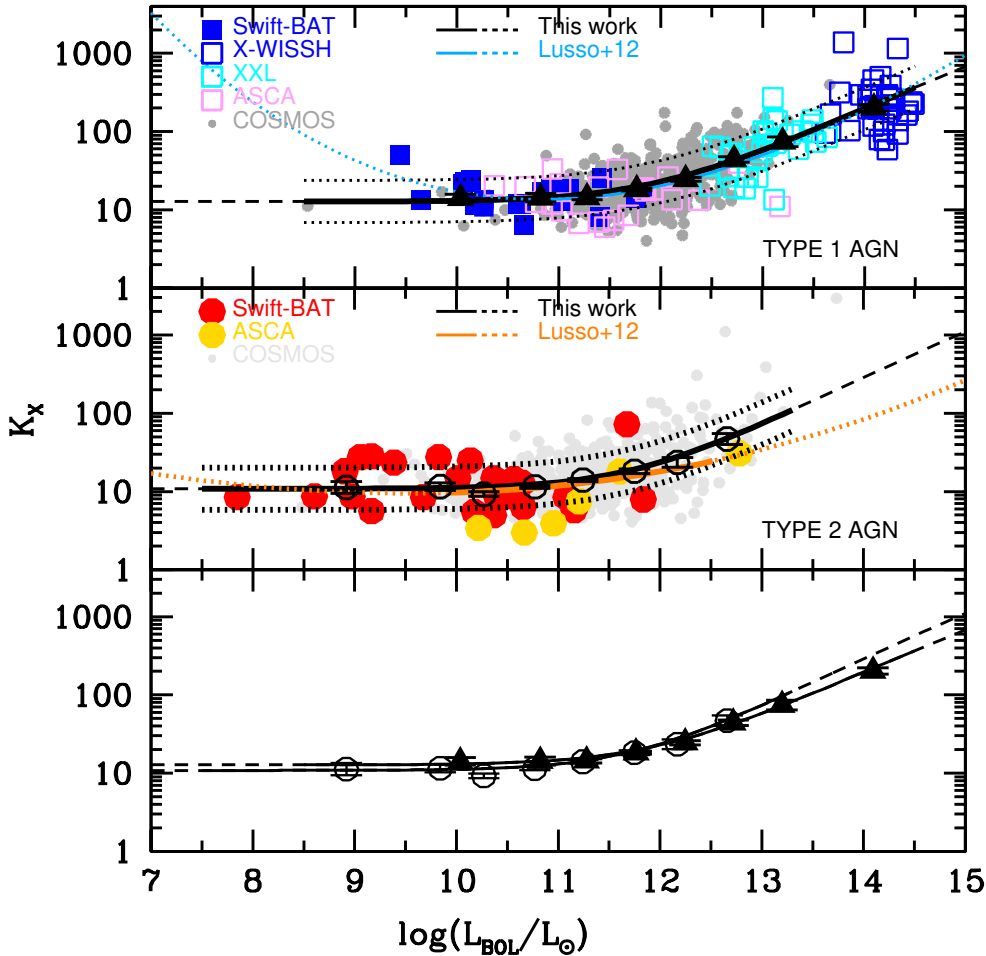 Swift-BAT This work
X-WISSH Lusso+12
XXL
ASCA
COSMOS
1000
100
10
1
TYPE 1 AGN
Swift-BAT This work
ASCA Lusso+12
COSMOS
1000
100
10
1
TYPE 2 AGN
K_X
1000
100
10
1
7 8 9 10 11 12 13 14 15
log(L_BOL/L_⊙)